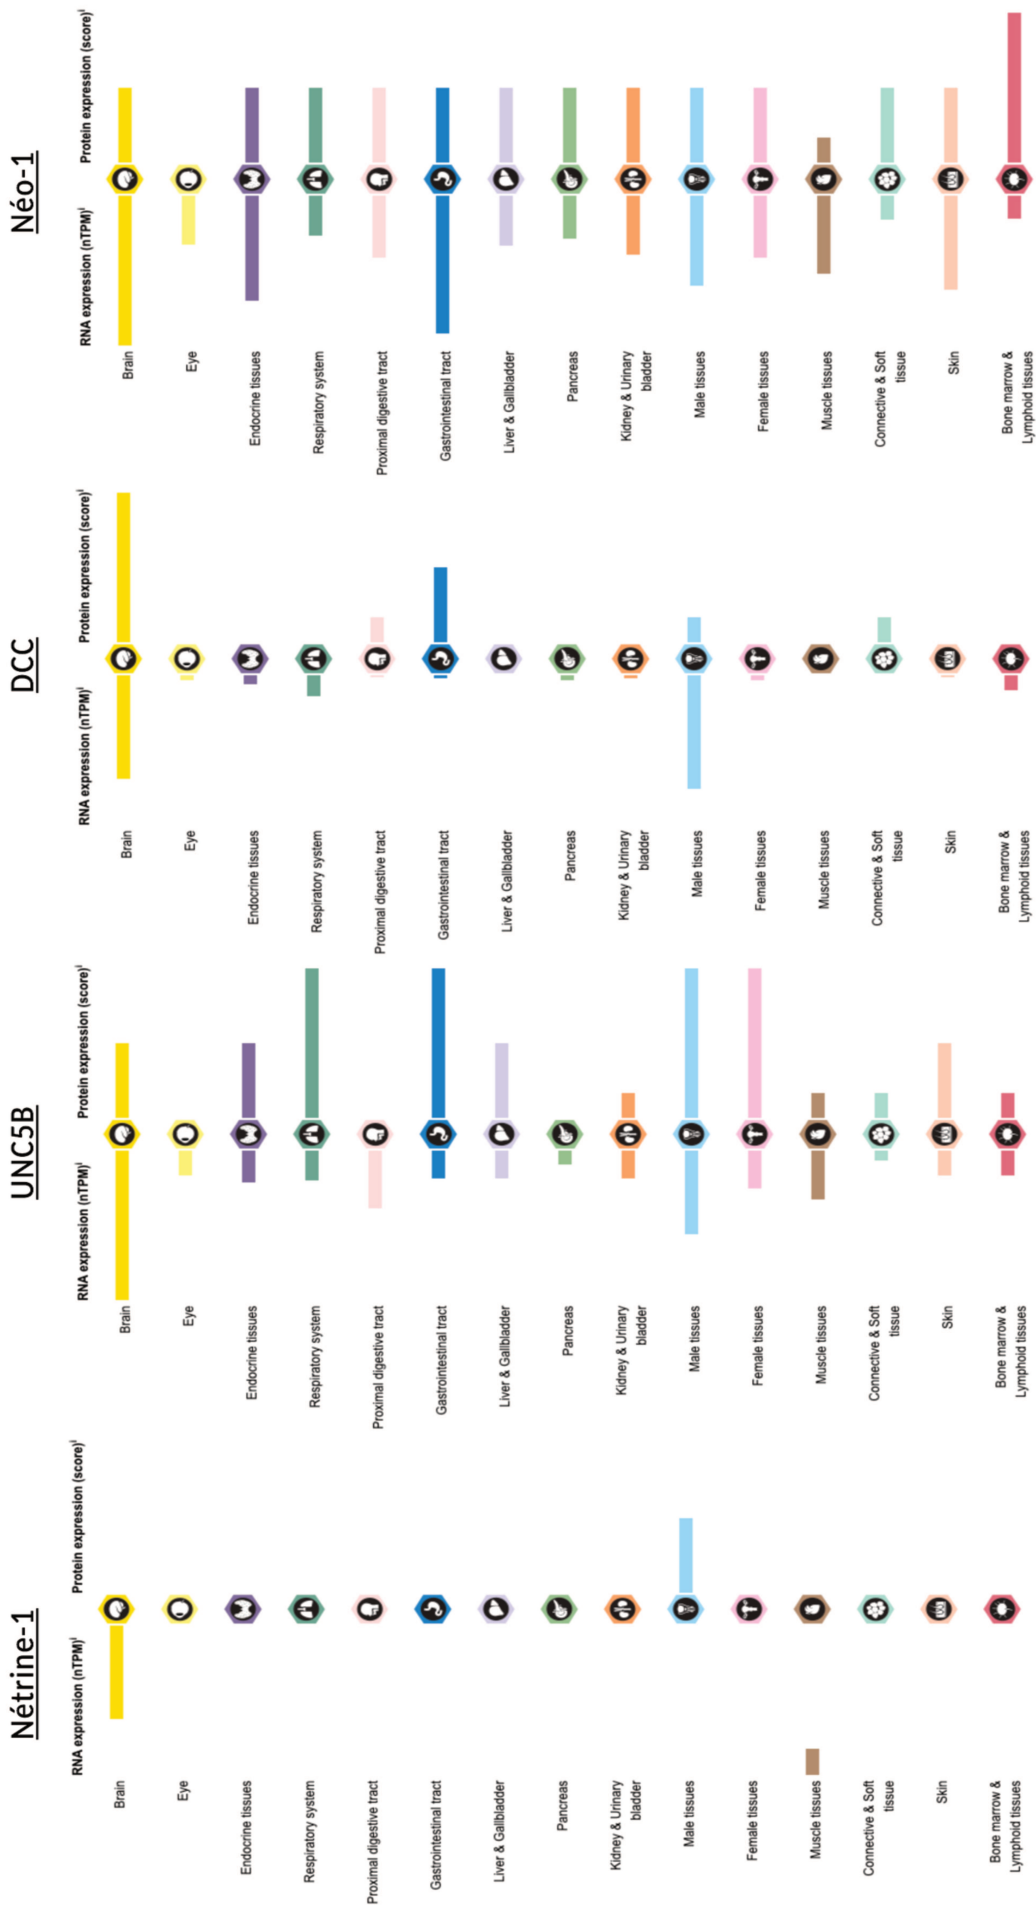 Nétrine-1
RNA expression (nTPM)ⁱ
Protein expression (score)ⁱ
Brain
Eye
Endocrine tissues
Respiratory system
Proximal digestive tract
Gastrointestinal tract
Liver & Gallbladder
Pancreas
Kidney & Urinary
bladder
Male tissues
Female tissues
Muscle tissues
Connective & Soft
tissue
Skin
Bone marrow &
Lymphoid tissues
UNC5B
RNA expression (nTPM)ⁱ
Protein expression (score)ⁱ
Brain
Eye
Endocrine tissues
Respiratory system
Proximal digestive tract
Gastrointestinal tract
Liver & Gallbladder
Pancreas
Kidney & Urinary
bladder
Male tissues
Female tissues
Muscle tissues
Connective & Soft
tissue
Skin
Bone marrow &
Lymphoid tissues
DCC
RNA expression (nTPM)ⁱ
Protein expression (score)ⁱ
Brain
Eye
Endocrine tissues
Respiratory system
Proximal digestive tract
Gastrointestinal tract
Liver & Gallbladder
Pancreas
Kidney & Urinary
bladder
Male tissues
Female tissues
Muscle tissues
Connective & Soft
tissue
Skin
Bone marrow &
Lymphoid tissues
Néo-1
RNA expression (nTPM)ⁱ
Protein expression (score)ⁱ
Brain
Eye
Endocrine tissues
Respiratory system
Proximal digestive tract
Gastrointestinal tract
Liver & Gallbladder
Pancreas
Kidney & Urinary
bladder
Male tissues
Female tissues
Muscle tissues
Connective & Soft
tissue
Skin
Bone marrow &
Lymphoid tissues